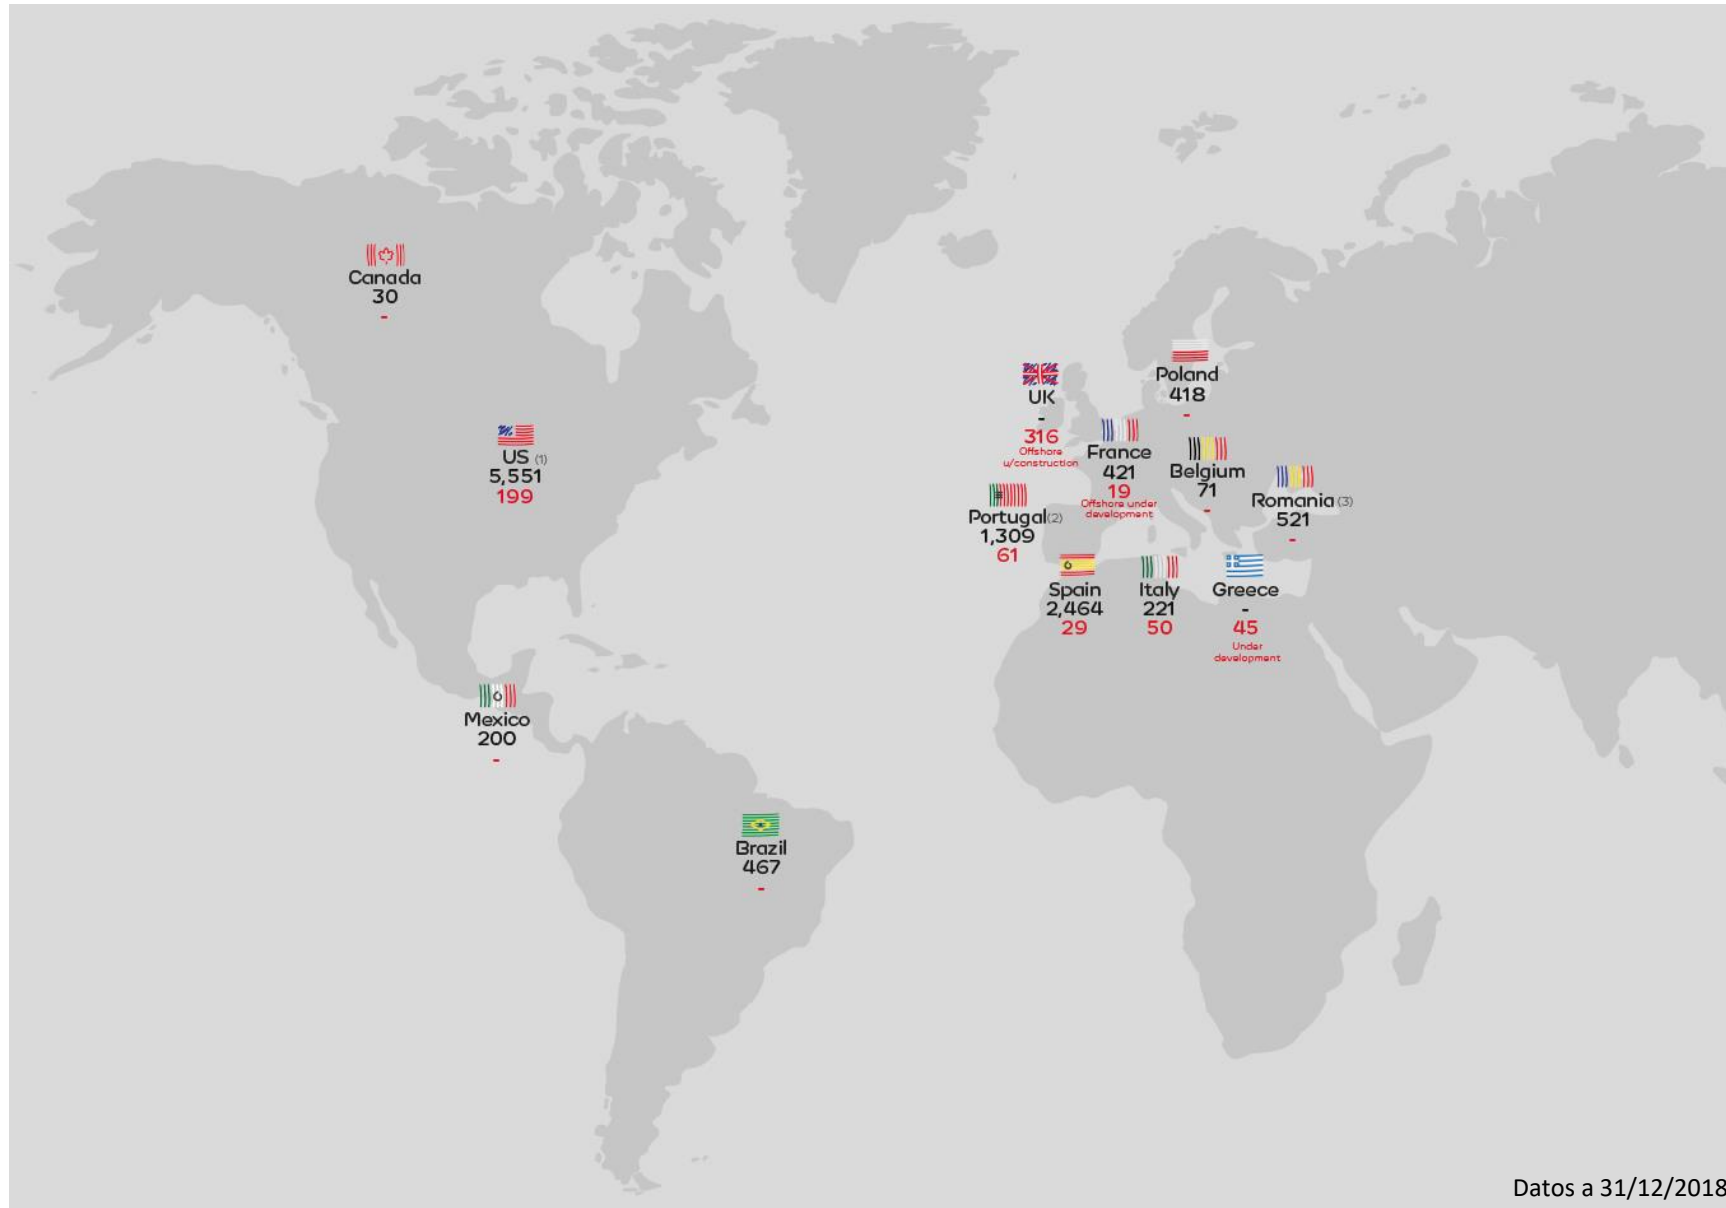 Canada
30
-
US (1)
5,551
199
Mexico
200
-
Brazil
467
-
UK
-
316
Offshore
u/construction
Poland
418
-
France
421
19
Offshore under
development
Belgium
71
-
Romania (3)
521
-
Portugal(2)
1,309
61
Spain
2,464
29
Italy
221
50
Greece
-
45
Under
development
Datos a 31/12/2018